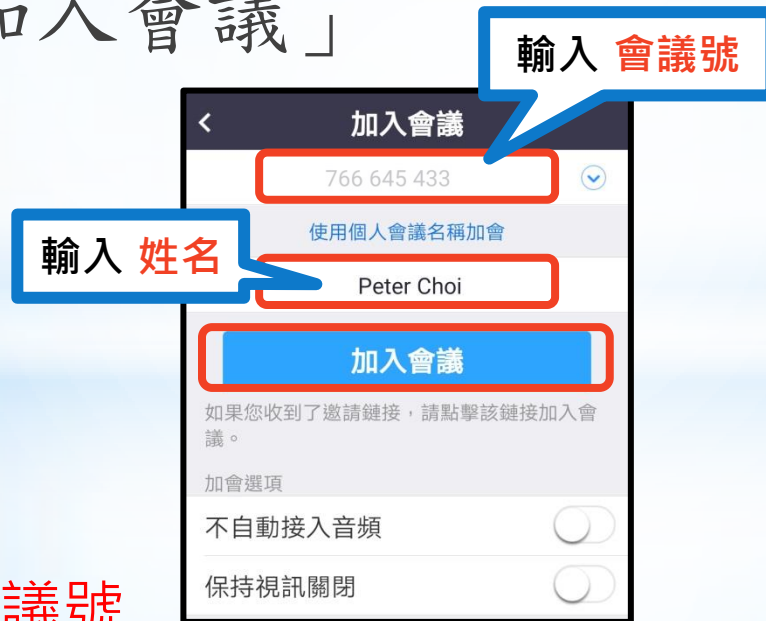 加入會議」
輸入 會議號
加入會議
766 645 433
使用個人會議名稱加會
輸入 姓名
Peter Choi
加入會議
如果您收到了邀請鏈接，請點擊該鏈接加入會
議。
加會選項
不自動接入音頻
保持視訊關閉
議號